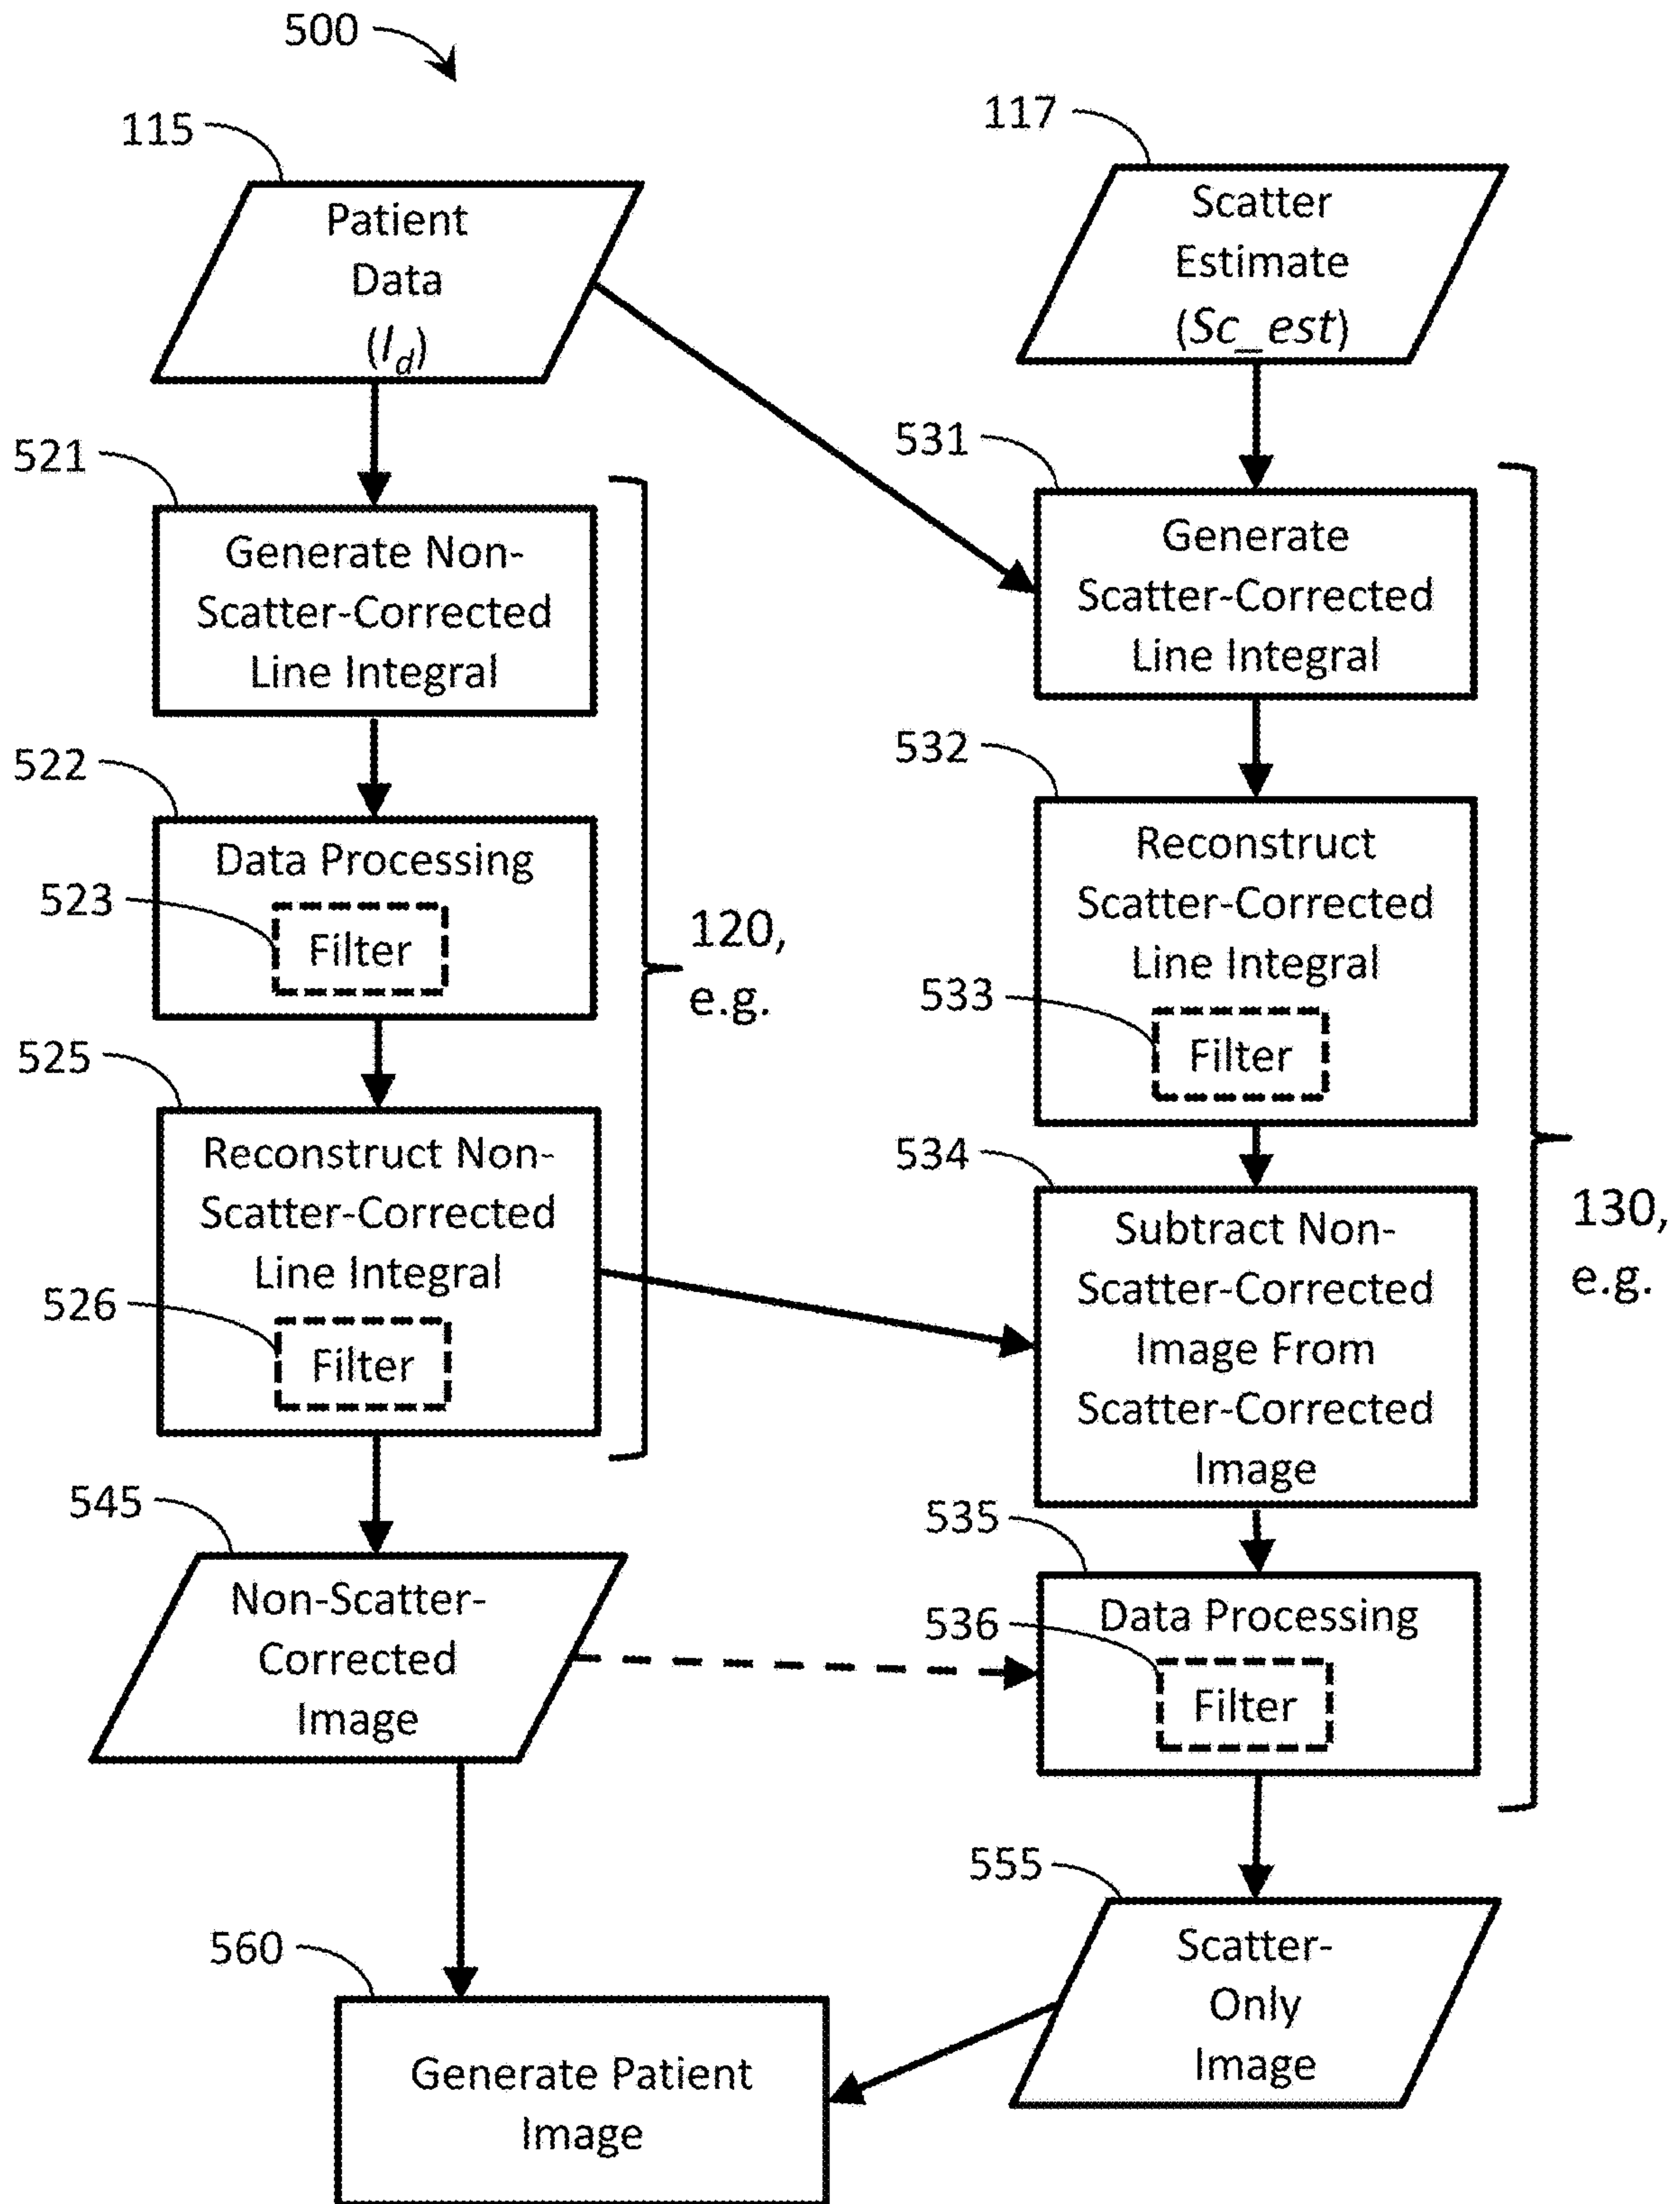 500
115
Patient
Data
(I_d)
117
Scatter
Estimate
(Sc_est)
521
Generate Non-
Scatter-Corrected
Line Integral
531
Generate
Scatter-Corrected
Line Integral
522
Data Processing
523
Filter
120,
e.g.
532
Reconstruct
Scatter-Corrected
Line Integral
533
Filter
525
Reconstruct Non-
Scatter-Corrected
Line Integral
526
Filter
534
Subtract Non-
Scatter-Corrected
Image From
Scatter-Corrected
Image
130,
e.g.
545
Non-Scatter-
Corrected
Image
535
Data Processing
536
Filter
555
Scatter-
Only
Image
560
Generate Patient
Image